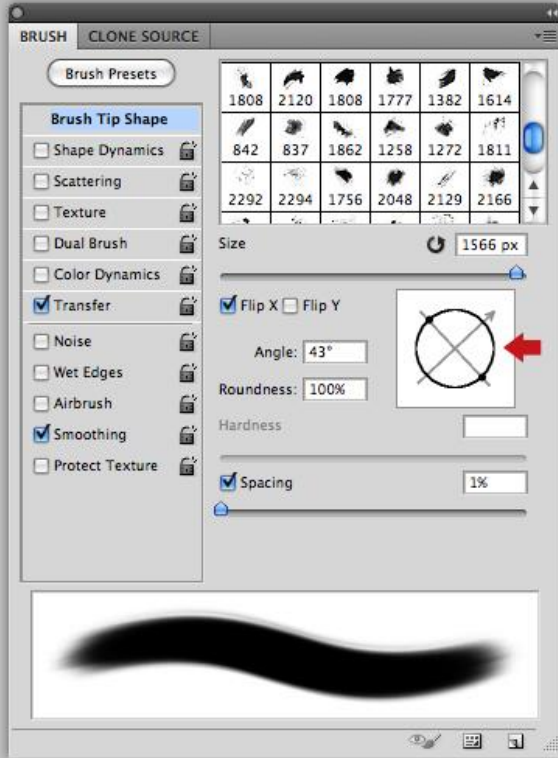 BRUSH CLONE SOURCE
Brush Presets
Brush Tip Shape
Shape Dynamics
Scattering
Texture
Dual Brush
Color Dynamics
Transfer
Noise
Wet Edges
Airbrush
Smoothing
Protect Texture
1808 2120 1808 1777 1382 1614
842 837 1862 1258 1272 1811
2292 2294 1756 2048 2129 2166
Size 1566 px
Flip X Flip Y
Angle: 43°
Roundness: 100%
Hardness
Spacing 1%